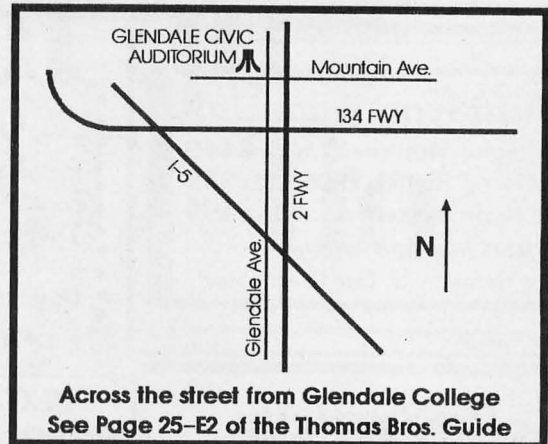 GLENDALE CIVIC
AUDITORIUM
Mountain Ave.
134 FWY
I-5
2 FWY
Glendale Ave.
N
Across the street from Glendale College
See Page 25-E2 of the Thomas Bros. Guide